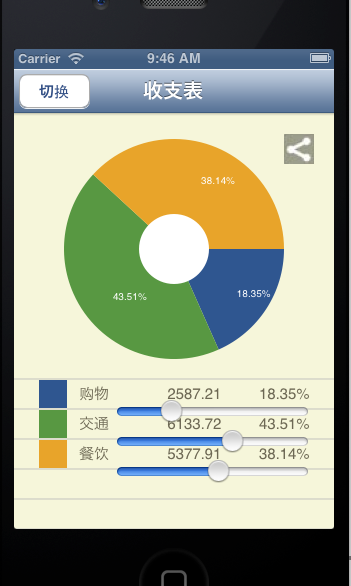 Carrier 9:46 AM
切换 收支表
38.14%
43.51% 18.35%
购物 2587.21 18.35%
交通 6133.72 43.51%
餐饮 5377.91 38.14%